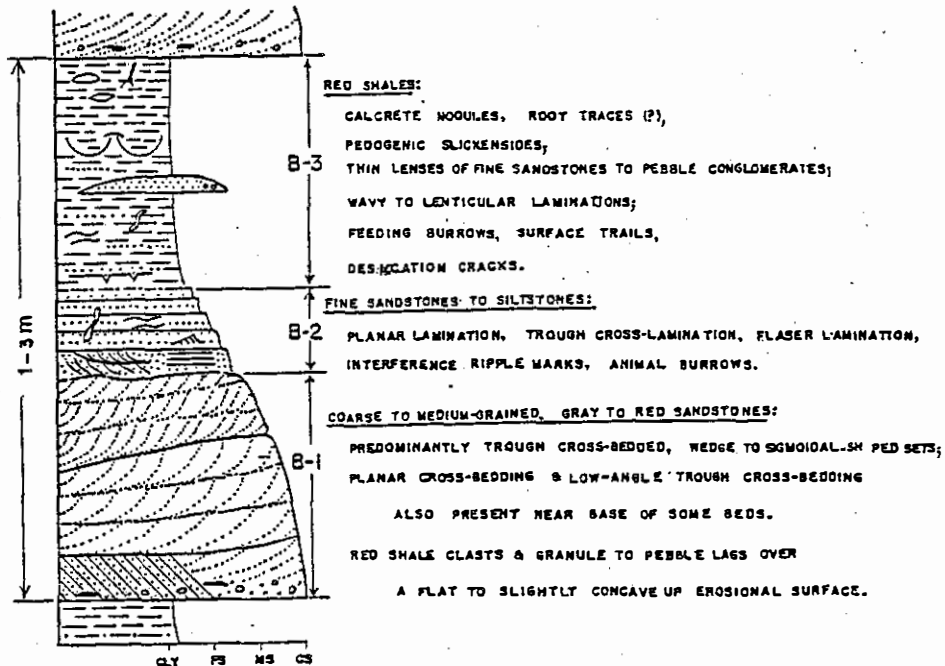 RED SHALES:
CALCRETE NODULES, ROOT TRACES (?),
PEDOGENIC SLICKENSIDES,
THIN LENSES OF FINE SANDSTONES TO PEBBLE CONGLOMERATES;
WAVY TO LENTICULAR LAMINATIONS;
FEEDING BURROWS, SURFACE TRAILS,
DESICCATION CRACKS.
B-3
FINE SANDSTONES TO SILTSTONES:
PLANAR LAMINATION, TROUGH CROSS-LAMINATION, FLASER LAMINATION,
INTERFERENCE RIPPLE MARKS, ANIMAL BURROWS.
B-2
1-3 m
COARSE TO MEDIUM-GRAINED, GRAY TO RED SANDSTONES:
PREDOMINANTLY TROUGH CROSS-BEDDED, WEDGE TO SIGMOIDAL-SH PED SETS;
PLANAR CROSS-BEDDING & LOW-ANGLE TROUGH CROSS-BEDDING
ALSO PRESENT NEAR BASE OF SOME BEDS.
B-1
RED SHALE CLASTS & GRANULE TO PEBBLE LAGS OVER
A FLAT TO SLIGHTLY CONCAVE UP EROSIONAL SURFACE.
CLY FS MS CS